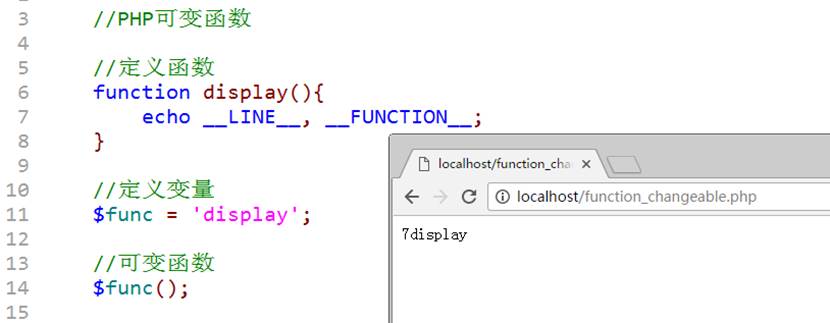 3 //PHP可变函数
4
5 //定义函数
6 function display(){
7 echo __LINE__, __FUNCTION__;
8 }
9
10 //定义变量
11 $func = 'display';
12
13 //可变函数
14 $func();
15
localhost/function_cha
localhost/function_changeable.php
7display